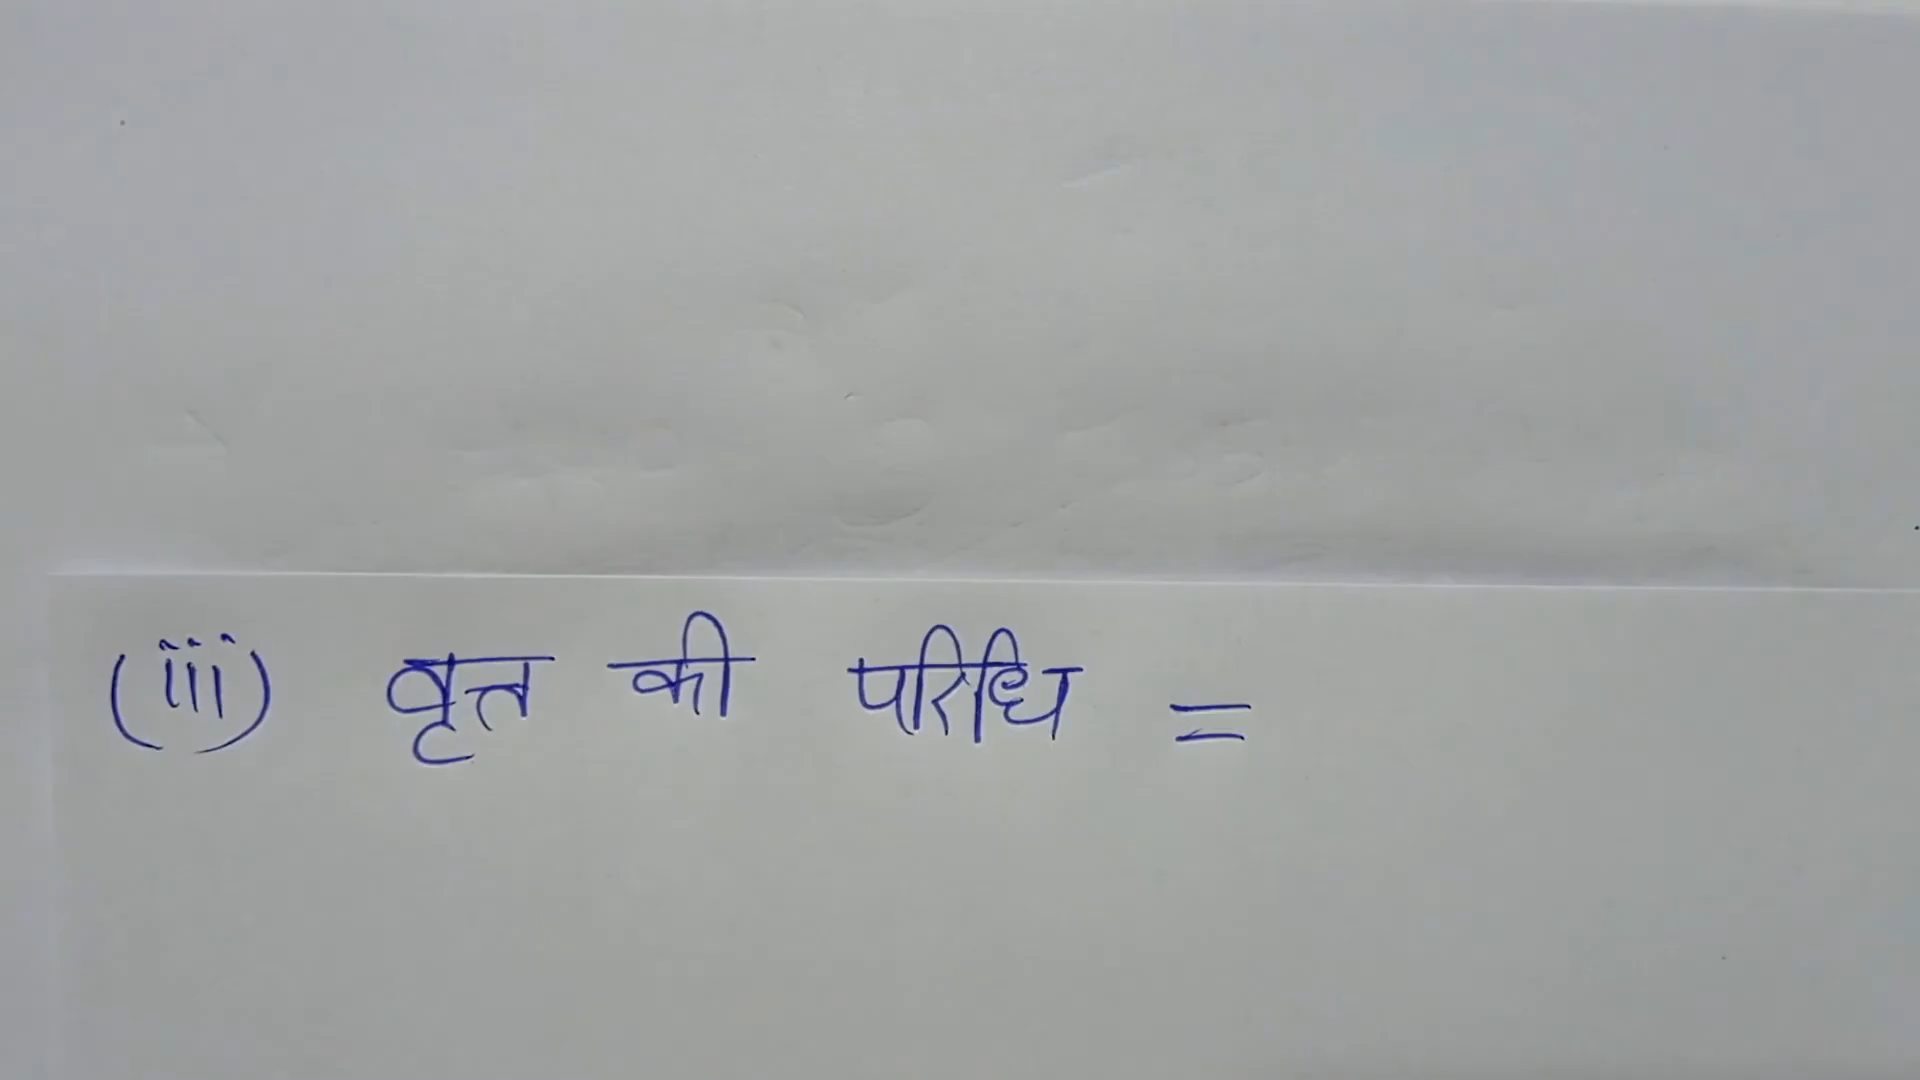 (iii) वृत्त की परिधि =